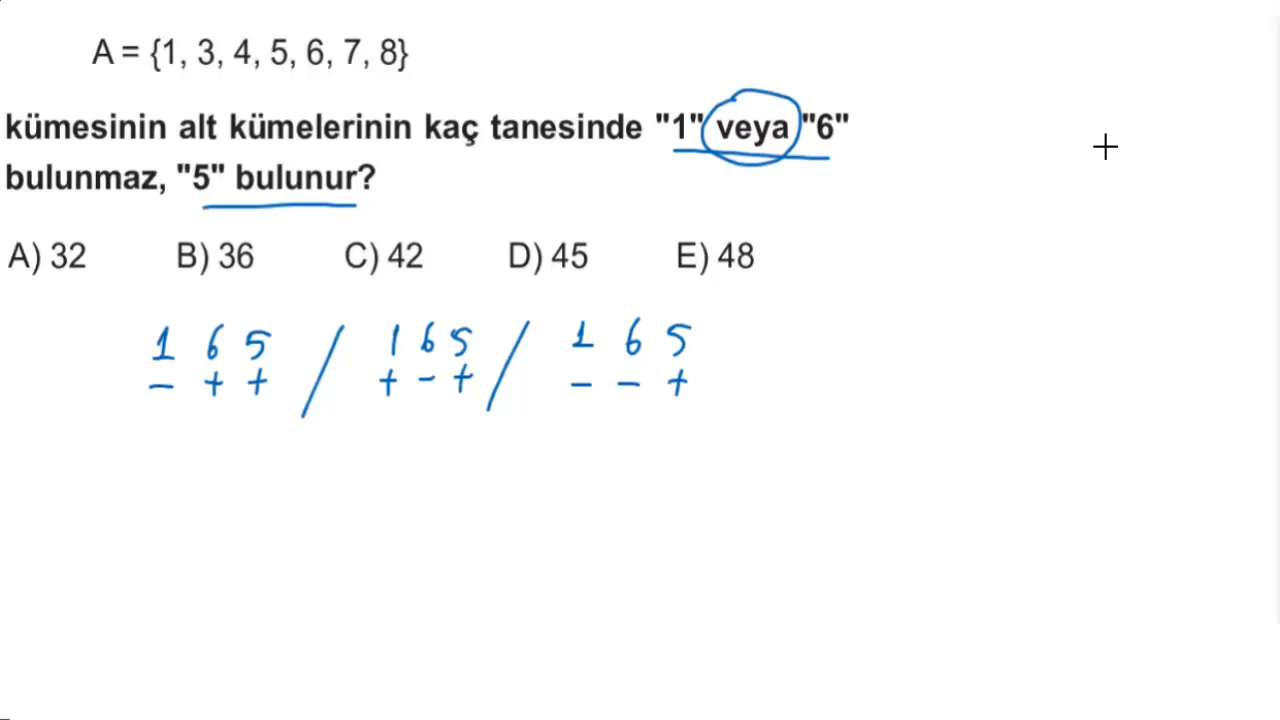 A = {1, 3, 4, 5, 6, 7, 8}
kümesinin alt kümelerinin kaç tanesinde "1" veya "6"
bulunmaz, "5" bulunur?
A) 32 B) 36 C) 42 D) 45 E) 48
1 6 5 / 1 6 5 / 1 6 5
- + + + - + - - +